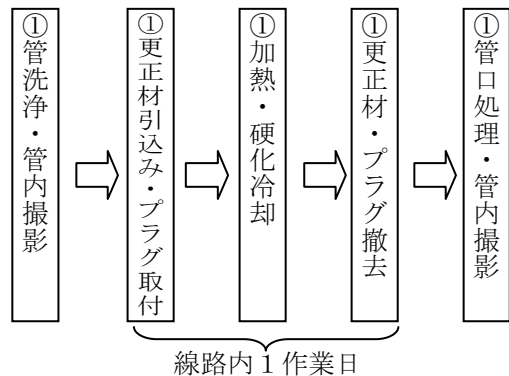 ①管洗浄・管内撮影
①更正材引込み・プラグ取付
①加熱・硬化冷却
①更正材・プラグ撤去
①管口処理・管内撮影
線路内１作業日